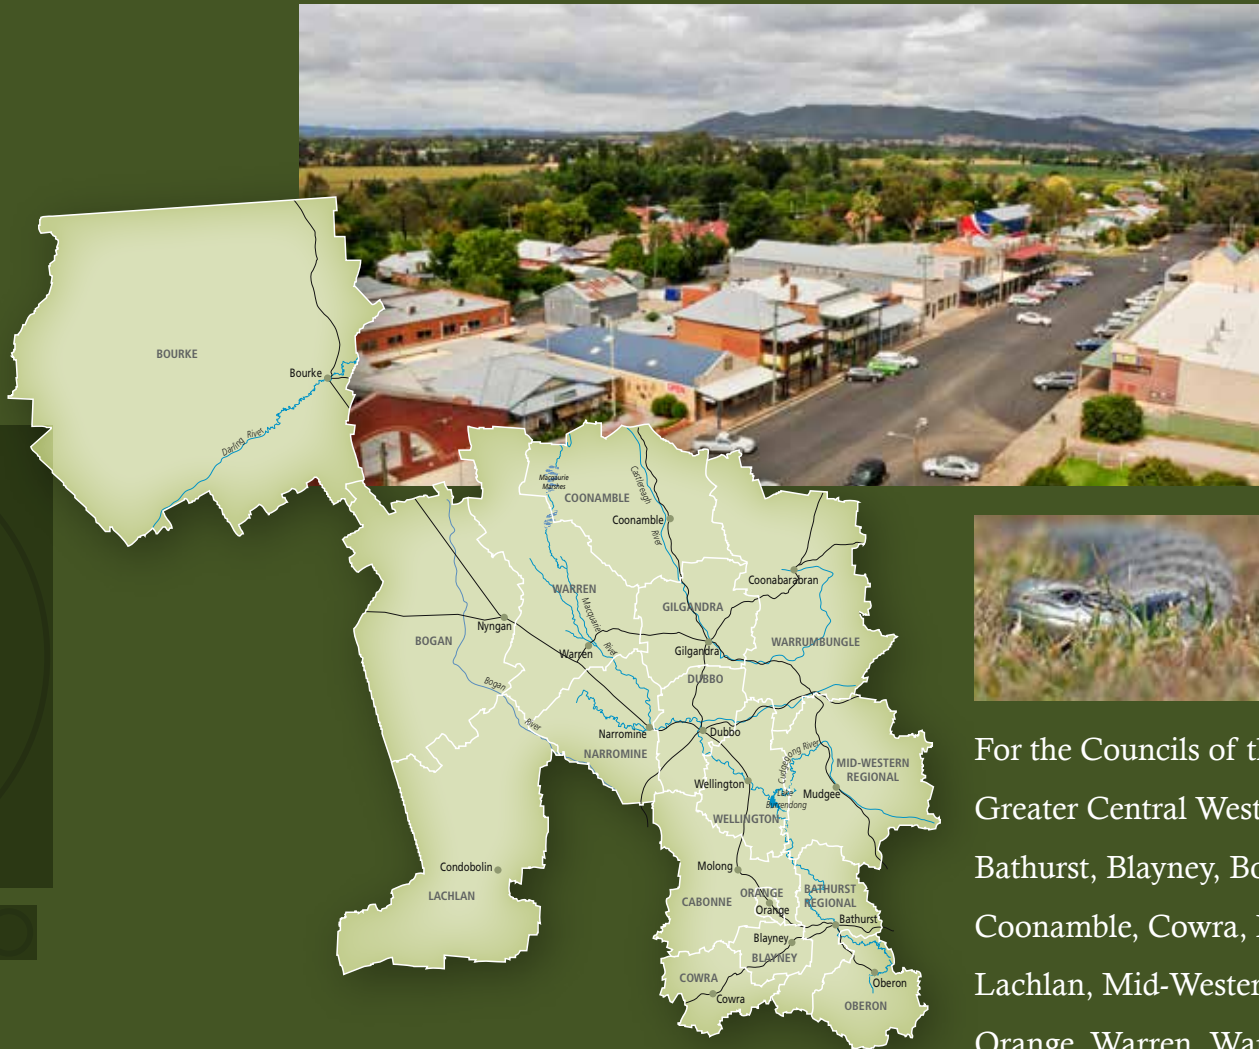 OPEN
BOURKE
Bourke
Darling River
Macquarie
Marshes
COONAMBLE
Castlereagh
River
Coonamble
Coonabarabran
WARREN
Macquarie
River
GILGANDRA
BOGAN
Nyngan
Warren
Gilgandra
WARRUMBUNGLE
DUBBO
Bogan
River
Narromine
Dubbo
NARROMINE
Cudgegong River
MID-WESTERN
REGIONAL
Wellington
Lake
Burrendong
Mudgee
WELLINGTON
Molong
Condobolin
LACHLAN
CABONNE
ORANGE
Orange
BATHURST
REGIONAL
Bathurst
Blayney
BLAYNEY
COWRA
Cowra
Oberon
OBERON
For the Councils of
Greater Central West
Bathurst, Blayney,
Coonamble, Cowra,
Lachlan,
Orange, Warren,